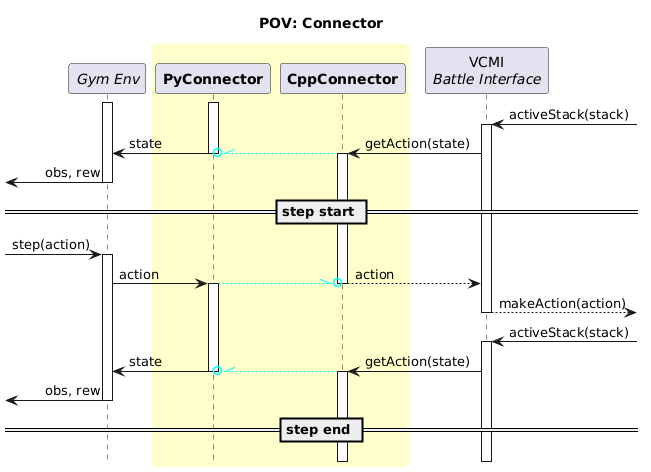 POV: Connector
Gym Env
PyConnector
CppConnector
VCMI
Battle Interface
activeStack(stack)
state
getAction(state)
obs, rew
step start
step(action)
action
action
makeAction(action)
activeStack(stack)
state
getAction(state)
obs, rew
step end